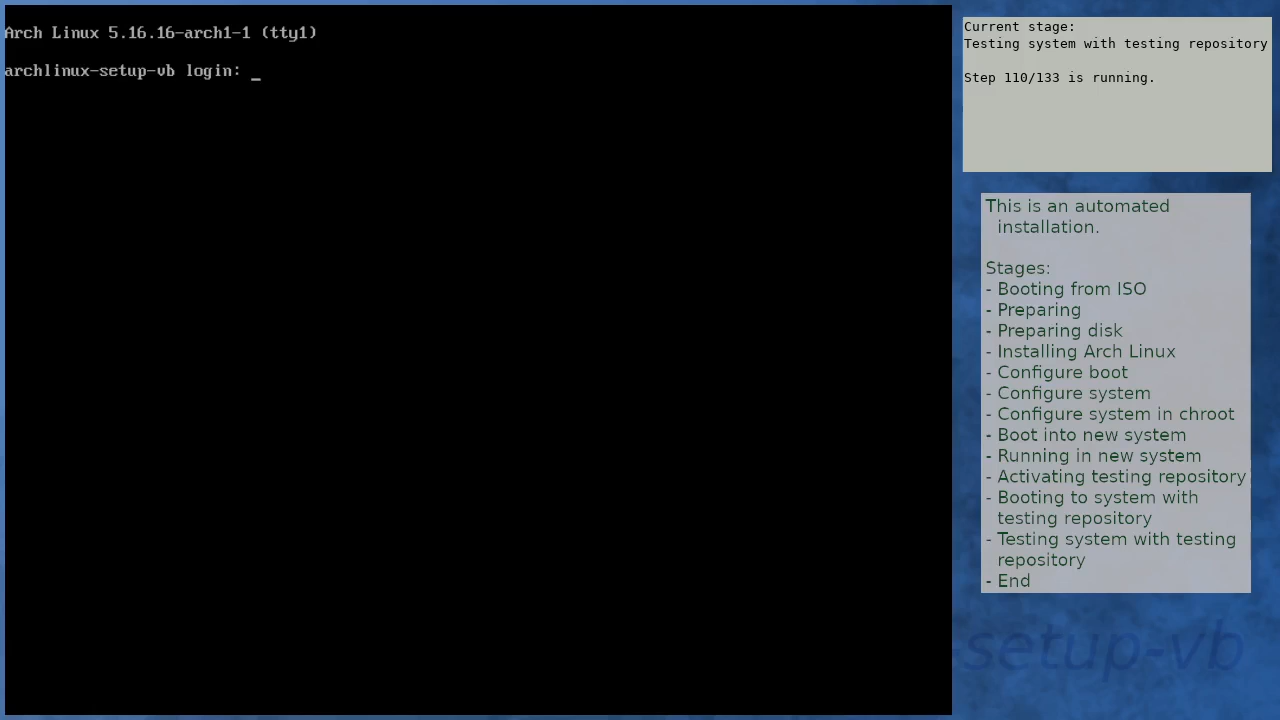 Arch Linux 5.16.16-arch1-1 (tty1)
archlinux-setup-vb login: _
Current stage:
Testing system with testing repository
Step 110/133 is running.
This is an automated
installation.
Stages:
- Booting from ISO
- Preparing
- Preparing disk
- Installing Arch Linux
- Configure boot
- Configure system
- Configure system in chroot
- Boot into new system
- Running in new system
- Activating testing repository
- Booting to system with
testing repository
- Testing system with testing
repository
- End
-setup-vb